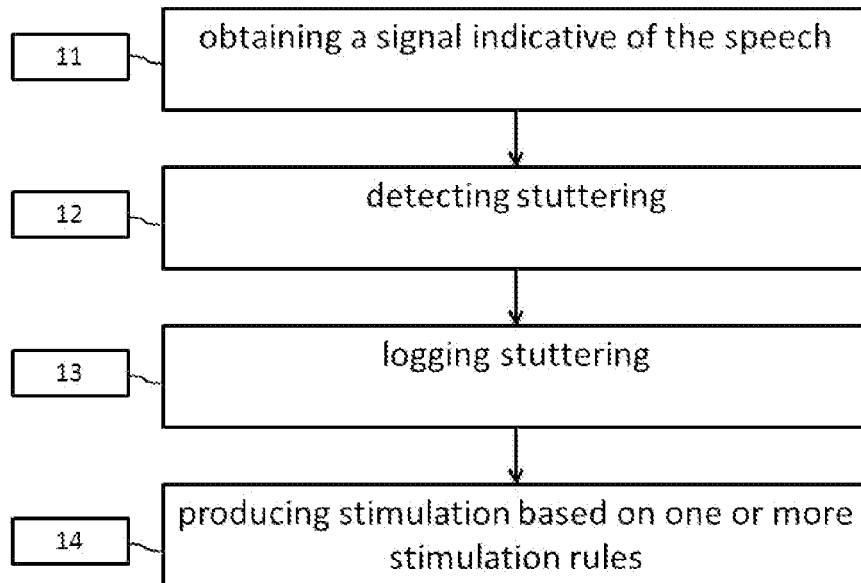 11
obtaining a signal indicative of the speech
12
detecting stuttering
13
logging stuttering
14
producing stimulation based on one or more
stimulation rules